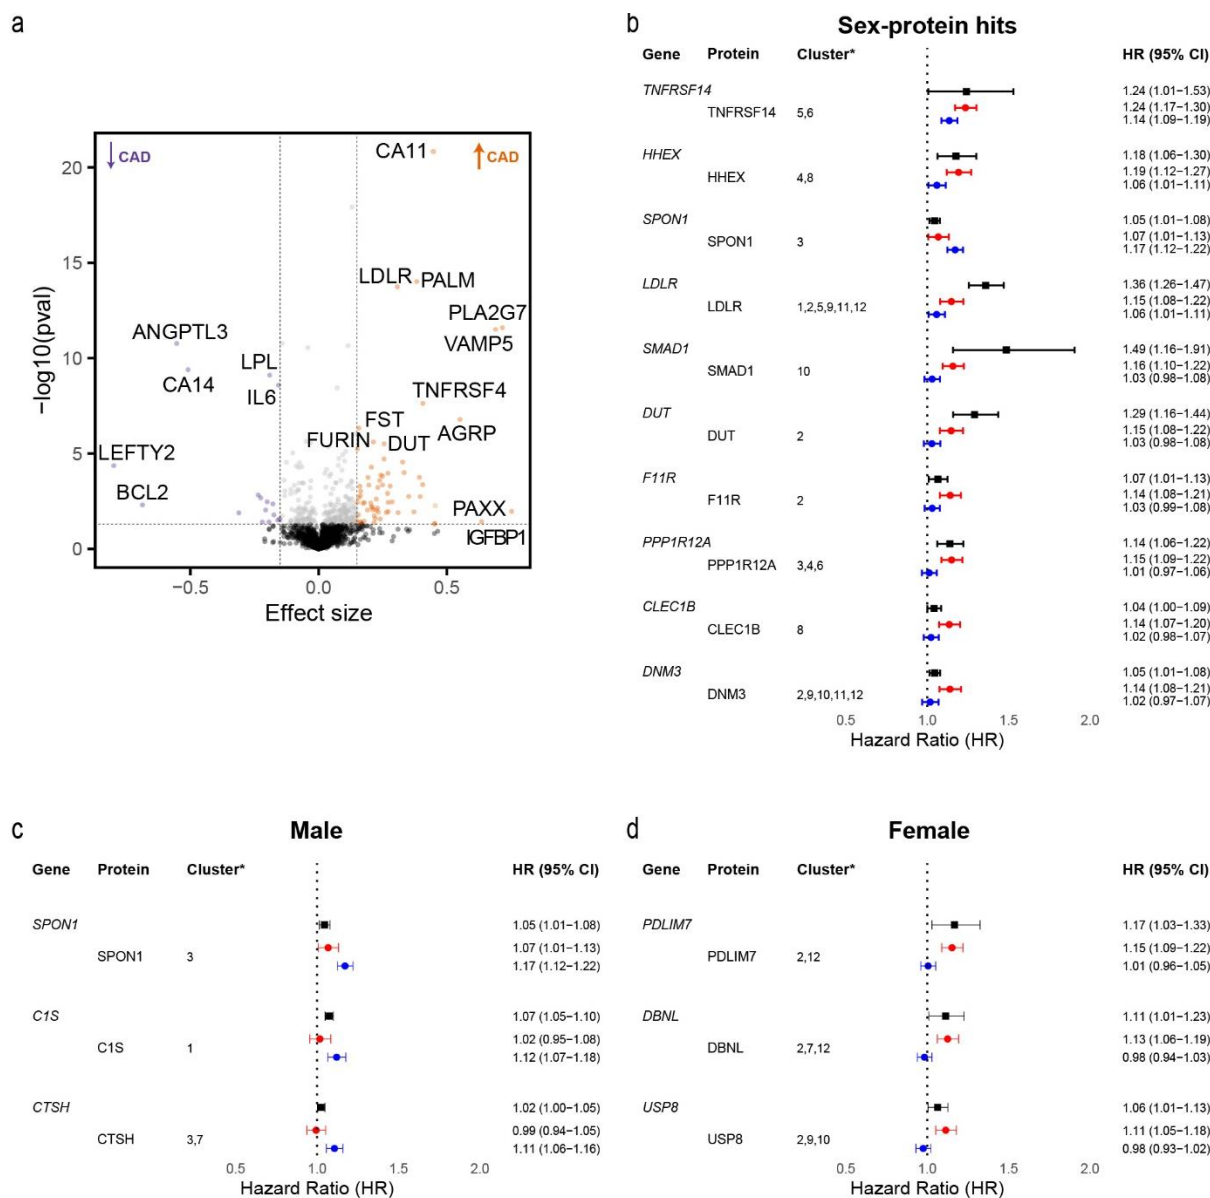 a
↓ CAD
↑ CAD
CA11
LDLR PALM
PLA2G7
VAMP5
ANGPTL3
LPL
CA14
IL6
TNFRSF4
FST
AGRP
FURIN DUT
LEFTY2
BCL2
PAXX
IGFBP1
20
15
10
5
0
−log10(pval)
−0.5 0.0 0.5
Effect size
b
Sex-protein hits
Gene Protein Cluster* HR (95% CI)
TNFRSF14 1.24 (1.01−1.53)
TNFRSF14 5,6 1.24 (1.17−1.30)
1.14 (1.09−1.19)
HHEX 1.18 (1.06−1.30)
HHEX 4,8 1.19 (1.12−1.27)
1.06 (1.01−1.11)
SPON1 1.05 (1.01−1.08)
SPON1 3 1.07 (1.01−1.13)
1.17 (1.12−1.22)
LDLR 1.36 (1.26−1.47)
LDLR 1,2,5,9,11,12 1.15 (1.08−1.22)
1.06 (1.01−1.11)
SMAD1 1.49 (1.16−1.91)
SMAD1 10 1.16 (1.10−1.22)
1.03 (0.98−1.08)
DUT 1.29 (1.16−1.44)
DUT 2 1.15 (1.08−1.22)
1.03 (0.98−1.08)
F11R 1.07 (1.01−1.13)
F11R 2 1.14 (1.08−1.21)
1.03 (0.99−1.08)
PPP1R12A 1.14 (1.06−1.22)
PPP1R12A 3,4,6 1.15 (1.09−1.22)
1.01 (0.97−1.06)
CLEC1B 1.04 (1.00−1.09)
CLEC1B 8 1.14 (1.07−1.20)
1.02 (0.98−1.07)
DNM3 1.05 (1.01−1.08)
DNM3 2,9,10,11,12 1.14 (1.08−1.21)
1.02 (0.97−1.07)
0.5 1.0 1.5 2.0
Hazard Ratio (HR)
c
Male
Gene Protein Cluster* HR (95% CI)
SPON1 1.05 (1.01−1.08)
1.07 (1.01−1.13)
SPON1 3
1.17 (1.12−1.22)
C1S 1.07 (1.05−1.10)
1.02 (0.95−1.08)
C1S 1
1.12 (1.07−1.18)
CTSH 1.02 (1.00−1.05)
0.99 (0.94−1.05)
CTSH 3,7
1.11 (1.06−1.16)
0.5 1.0 1.5 2.0
Hazard Ratio (HR)
d
Female
Gene Protein Cluster* HR (95% CI)
PDLIM7 1.17 (1.03−1.33)
1.15 (1.09−1.22)
PDLIM7 2,12
1.01 (0.96−1.05)
DBNL 1.11 (1.01−1.23)
1.13 (1.06−1.19)
DBNL 2,7,12
0.98 (0.94−1.03)
USP8 1.06 (1.01−1.13)
1.11 (1.05−1.18)
USP8 2,9,10
0.98 (0.93−1.02)
0.5 1.0 1.5 2.0
Hazard Ratio (HR)